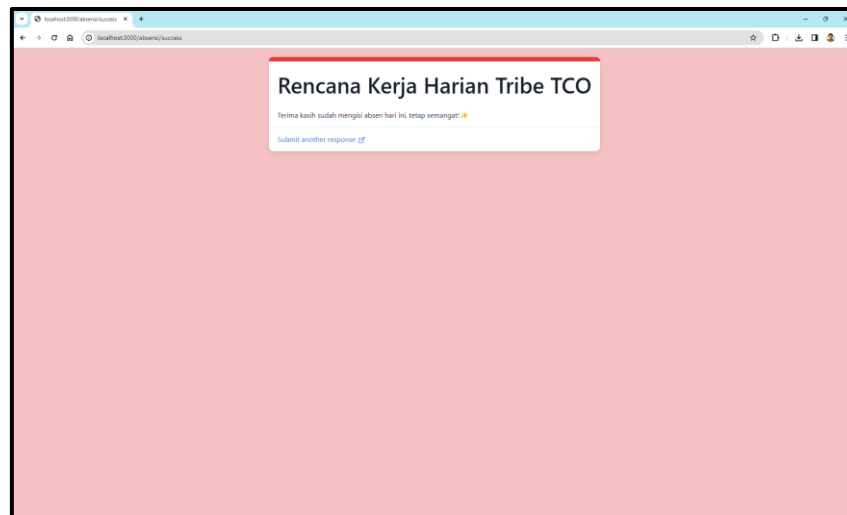 localhost:3000/absensi/success
localhost:3000/absensi/success
Rencana Kerja Harian Tribe TCO
Terima kasih sudah mengisi absen hari ini, tetap semangat! ✨
Submit another response